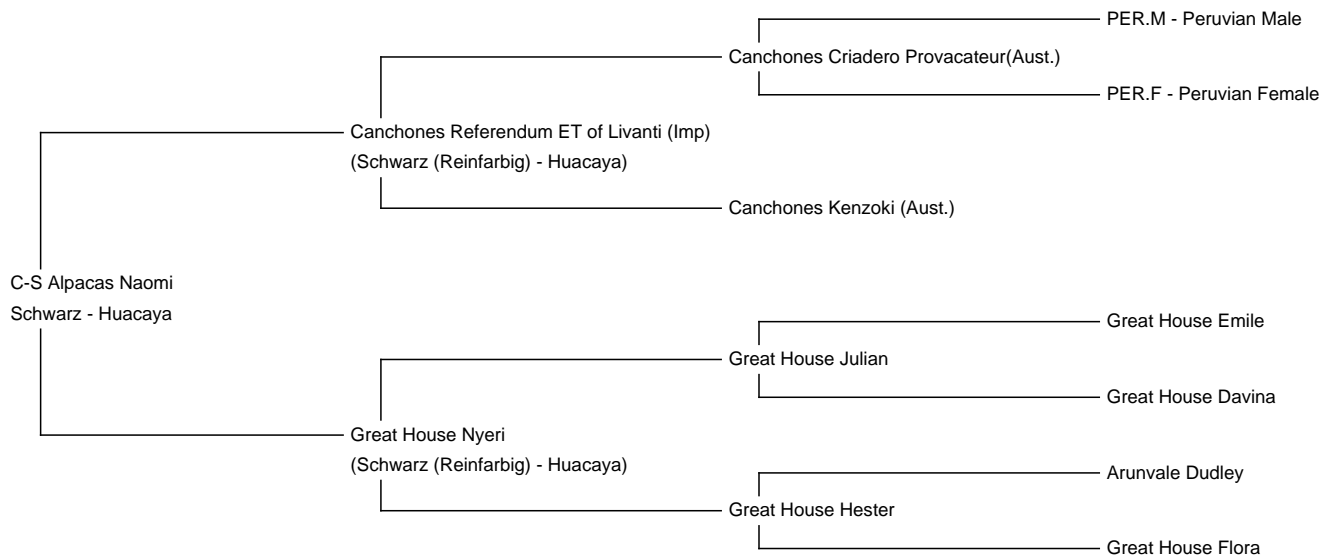 PER.M - Peruvian Male
Canchones Criadero Provacateur(Aust.)
PER.F - Peruvian Female
Canchones Referendum ET of Livanti (Imp)
(Schwarz (Reinfarbig) - Huacaya)
Canchones Kenzoki (Aust.)
C-S Alpacas Naomi
Schwarz - Huacaya
Great House Emile
Great House Julian
Great House Davina
Great House Nyeri
(Schwarz (Reinfarbig) - Huacaya)
Arunvale Dudley
Great House Hester
Great House Flora